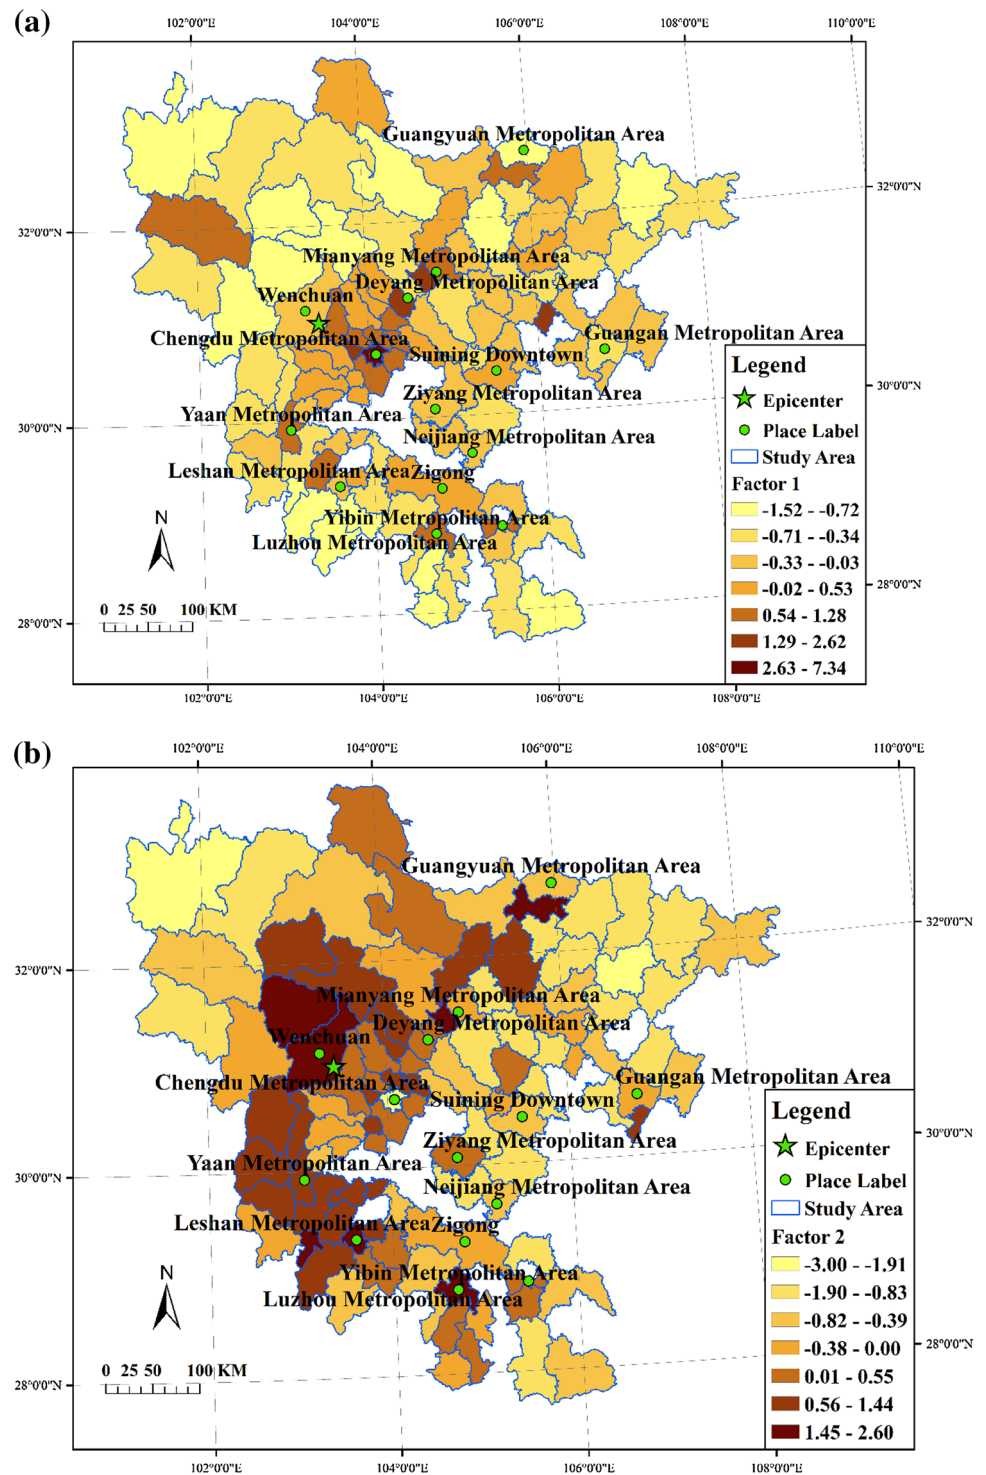 (a)
102°0'0"E 104°0'0"E 106°0'0"E 108°0'0"E 110°0'0"E
Guangyuan Metropolitan Area
32°0'0"N
32°0'0"N
Mianyang Metropolitan Area
Deyang Metropolitan Area
Wenchuan
Guangan Metropolitan Area
Chengdu Metropolitan Area
Suining Downtown
Legend
30°0'0"N
Ziyang Metropolitan Area
Epicenter
Yaan Metropolitan Area
30°0'0"N
Place Label
Neijiang Metropolitan Area
Study Area
Leshan Metropolitan Area
Zigong
Factor 1
-1.52 - -0.72
N
Yibin Metropolitan Area
-0.71 - -0.34
Luzhou Metropolitan Area
-0.33 - -0.03
28°0'0"N
-0.02 - 0.53
0 25 50 100 KM
0.54 - 1.28
28°0'0"N
1.29 - 2.62
2.63 - 7.34
102°0'0"E 104°0'0"E 106°0'0"E 108°0'0"E
(b)
102°0'0"E 104°0'0"E 106°0'0"E 108°0'0"E 110°0'0"E
Guangyuan Metropolitan Area
32°0'0"N
32°0'0"N
Mianyang Metropolitan Area
Deyang Metropolitan Area
Wenchuan
Guangan Metropolitan Area
Chengdu Metropolitan Area
Suining Downtown
Legend
30°0'0"N
Ziyang Metropolitan Area
Epicenter
Yaan Metropolitan Area
30°0'0"N
Place Label
Neijiang Metropolitan Area
Study Area
Leshan Metropolitan Area
Zigong
Factor 2
-3.00 - -1.91
N
Yibin Metropolitan Area
-1.90 - -0.83
Luzhou Metropolitan Area
-0.82 - -0.39
28°0'0"N
-0.38 - 0.00
0 25 50 100 KM
0.01 - 0.55
28°0'0"N
0.56 - 1.44
1.45 - 2.60
102°0'0"E 104°0'0"E 106°0'0"E 108°0'0"E